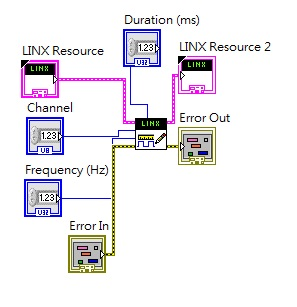 Duration (ms)
1.23
U32
LINX Resource
LINX
LINX Resource 2
LINX
Channel
1.23
U8
LINX
Error Out
Frequency (Hz)
1.23
U32
Error In